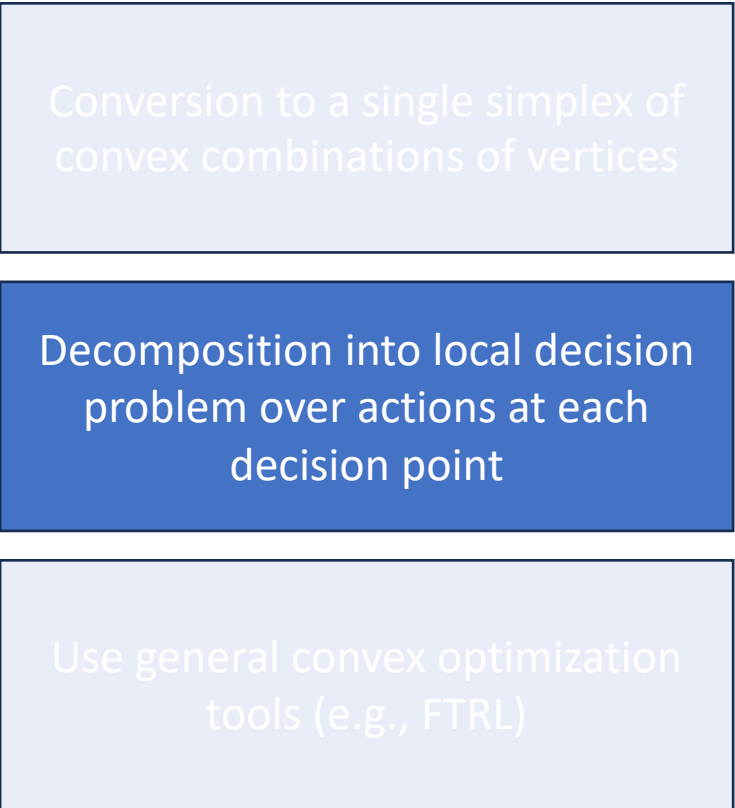 Conversion to a single simplex of
convex combinations of vertices
Decomposition into local decision
problem over actions at each
decision point
Use general convex optimization
tools (e.g., FTRL)